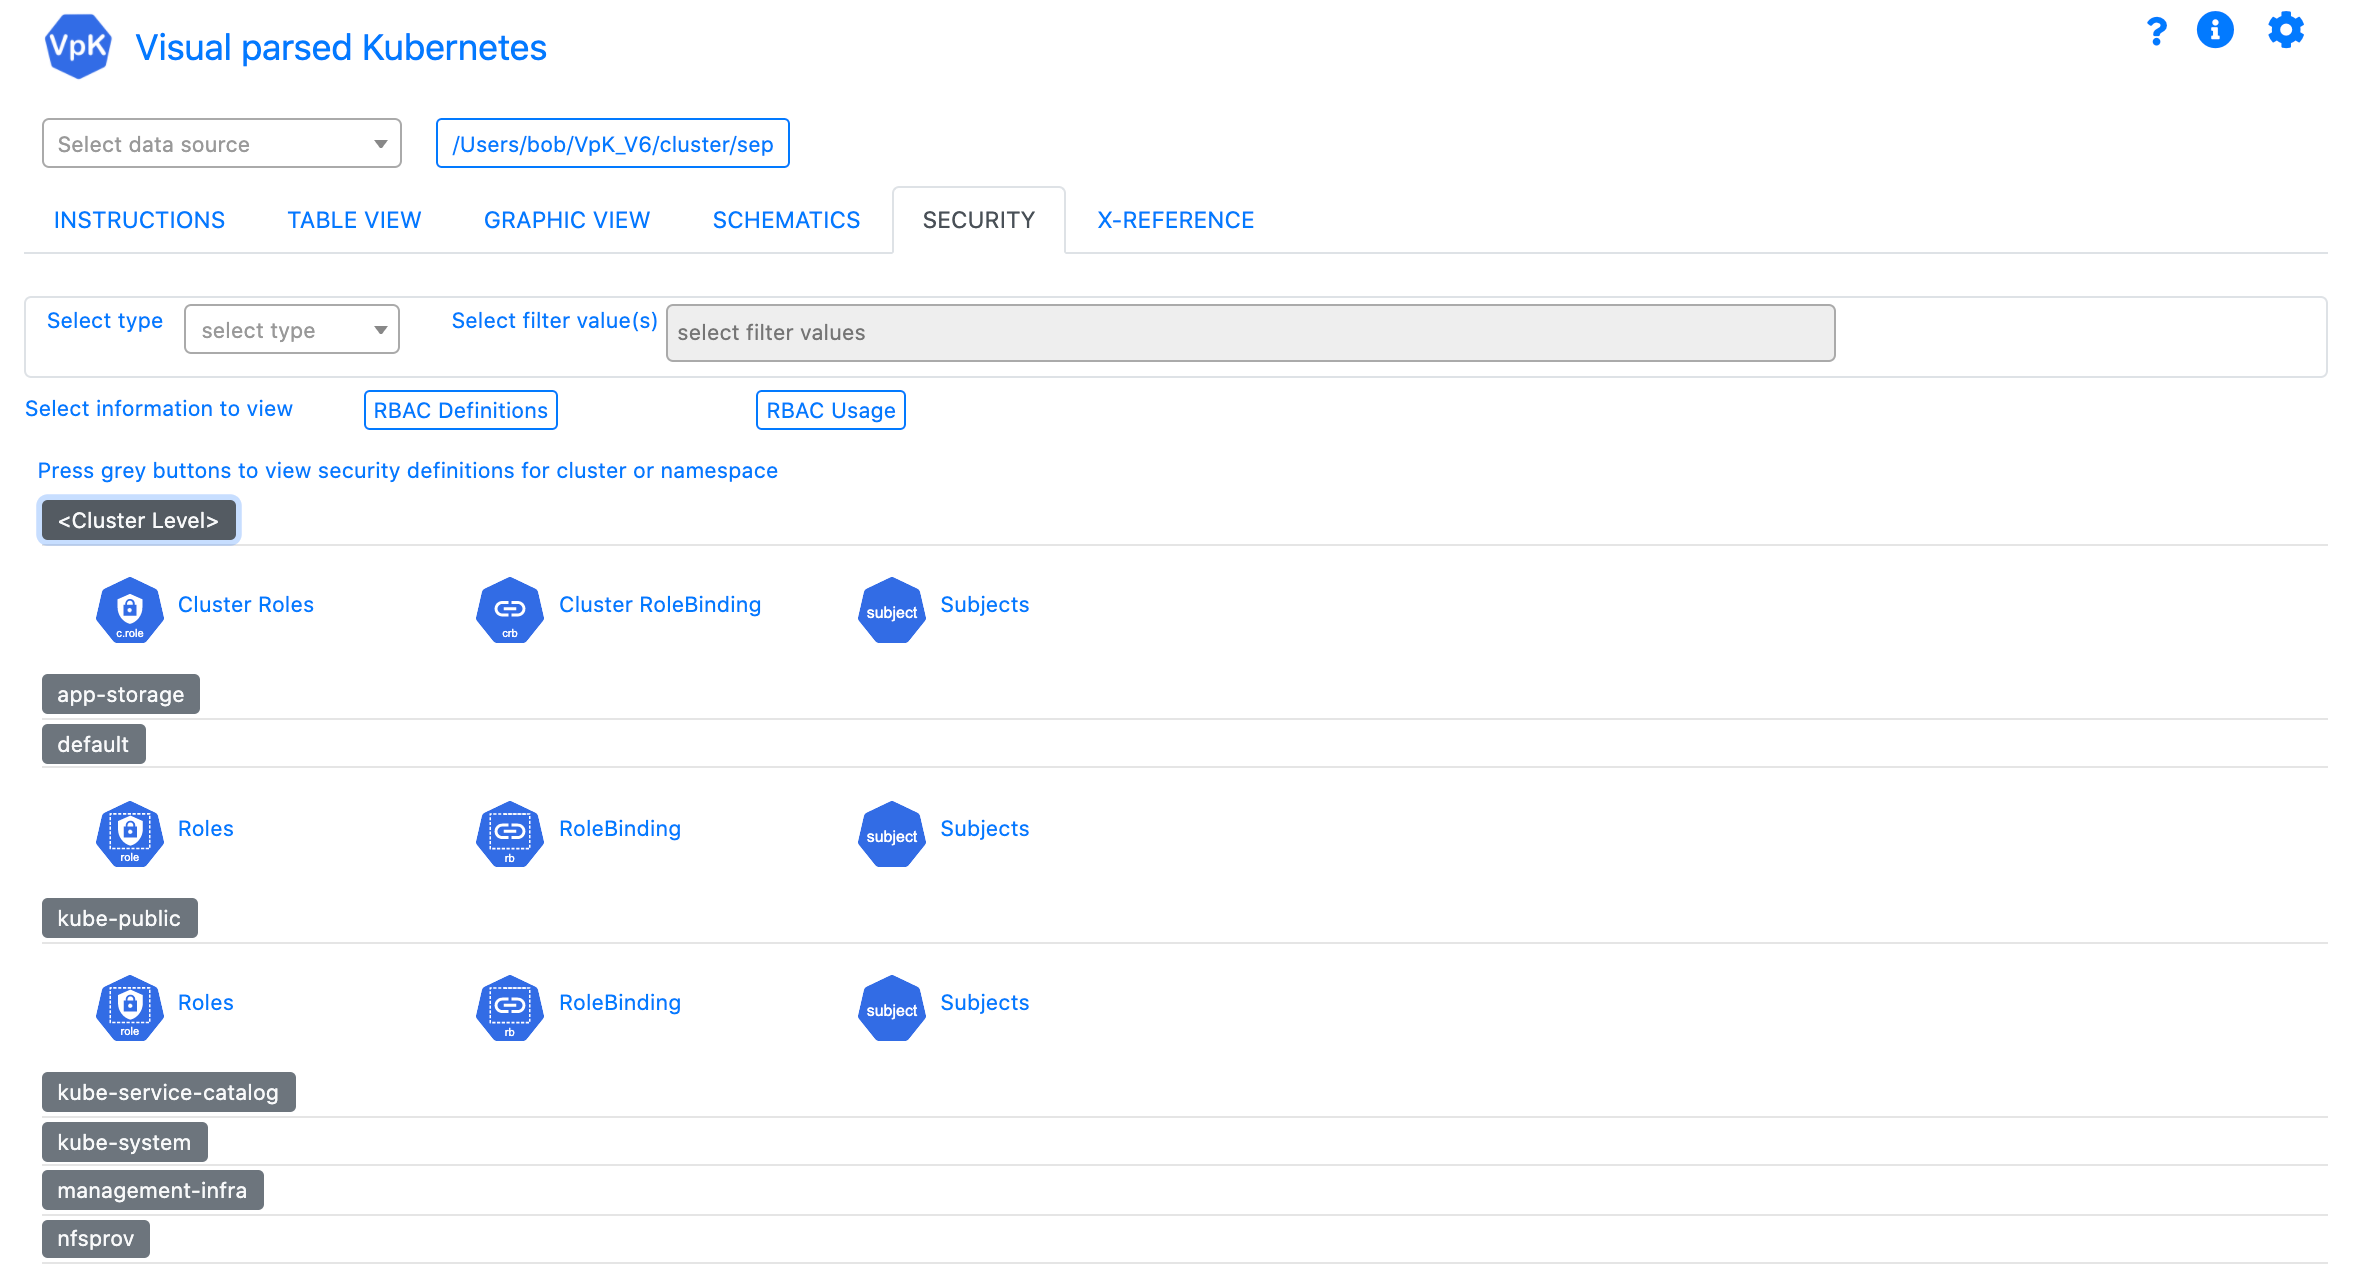 VpK Visual parsed Kubernetes ?
Select data source /Users/bob/VpK_V6/cluster/sep
INSTRUCTIONS TABLE VIEW GRAPHIC VIEW SCHEMATICS SECURITY X-REFERENCE
Select type select type Select filter value(s) select filter values
Select information to view RBAC Definitions RBAC Usage
Press grey buttons to view security definitions for cluster or namespace
<Cluster Level>
c.role Cluster Roles crb Cluster RoleBinding subject Subjects
app-storage
default
role Roles rb RoleBinding subject Subjects
kube-public
role Roles rb RoleBinding subject Subjects
kube-service-catalog
kube-system
management-infra
nfsprov